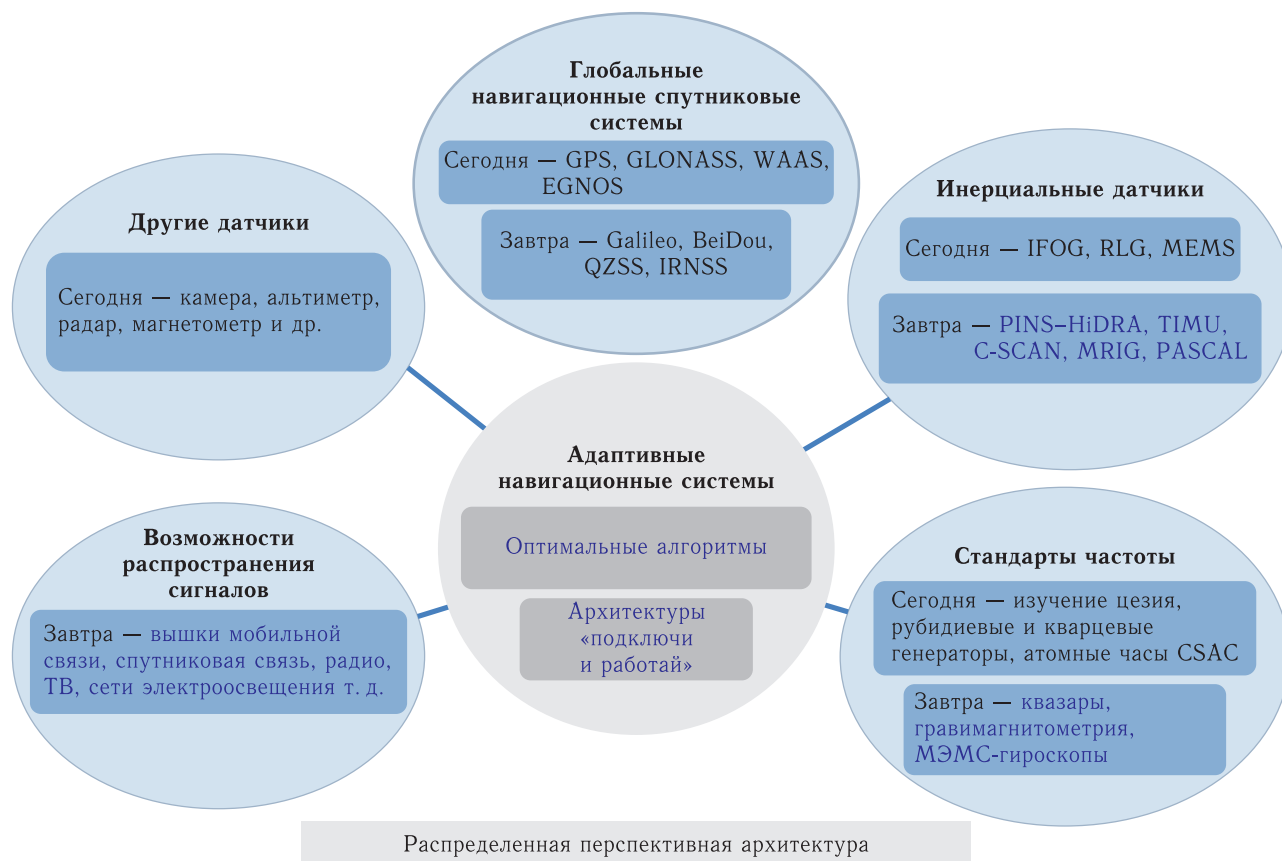 Глобальные
навигационные спутниковые
системы
Сегодня — GPS, GLONASS, WAAS,
EGNOS
Завтра — Galileo, BeiDou,
QZSS, IRNSS
Другие датчики
Сегодня — камера, альтиметр,
радар, магнетометр и др.
Инерциальные датчики
Сегодня — IFOG, RLG, MEMS
Завтра — PINS–HiDRA, TIMU,
C-SCAN, MRIG, PASCAL
Адаптивные
навигационные системы
Оптимальные алгоритмы
Архитектуры
«подключи
и работай»
Возможности
распространения
сигналов
Завтра — вышки мобильной
связи, спутниковая связь, радио,
ТВ, сети электроосвещения т. д.
Стандарты частоты
Сегодня — изучение цезия,
рубидиевые и кварцевые
генераторы, атомные часы CSAC
Завтра — квазары,
гравимагнитометрия,
МЭМС-гироскопы
Распределенная перспективная архитектура